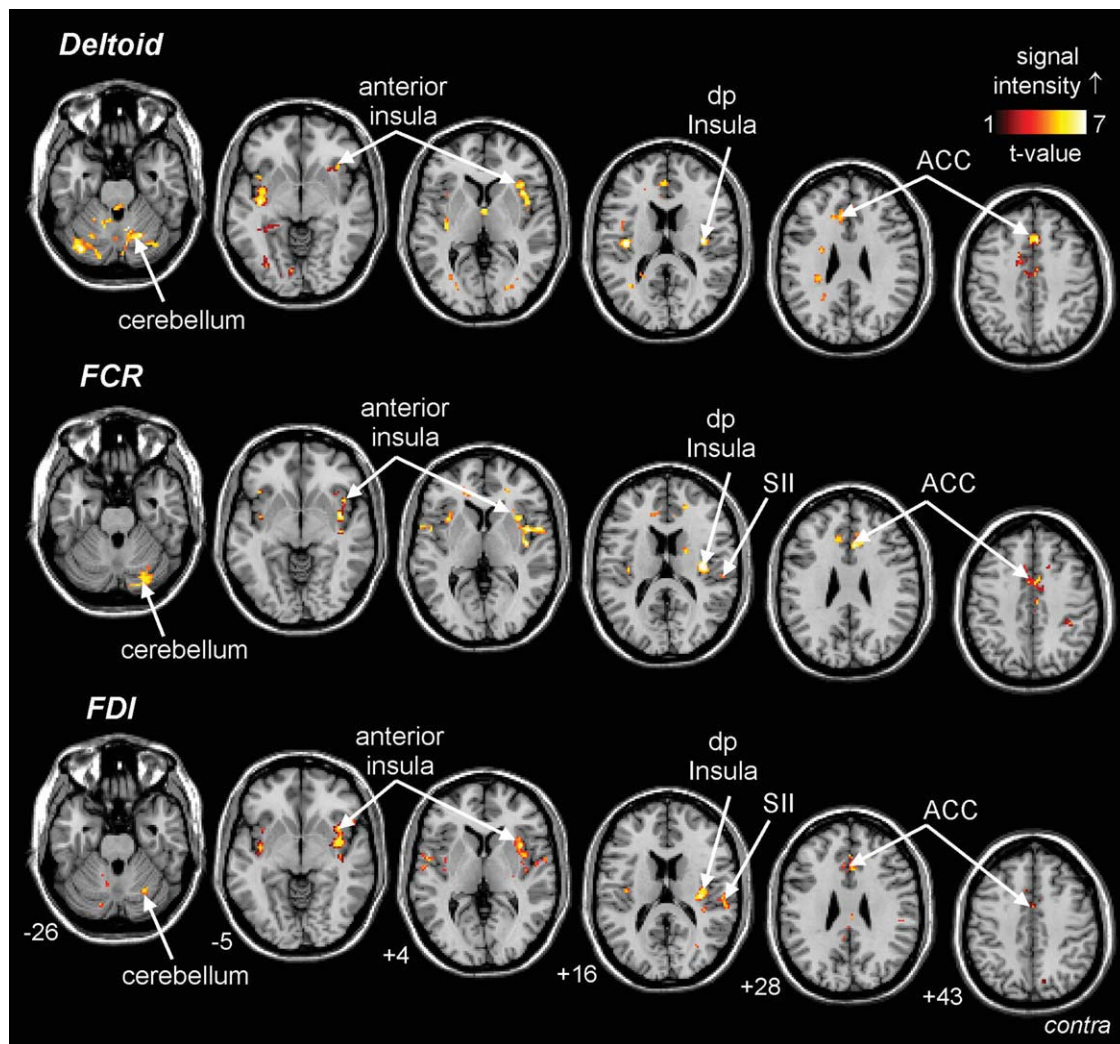 Deltoid
anterior
insula
dp
Insula
signal
intensity ↑
1 7
t-value
ACC
cerebellum
FCR
anterior
insula
dp
Insula
SII
ACC
cerebellum
FDI
anterior
insula
dp
Insula
SII
ACC
-26
-5
+4
+16
+28
+43
cerebellum
contra